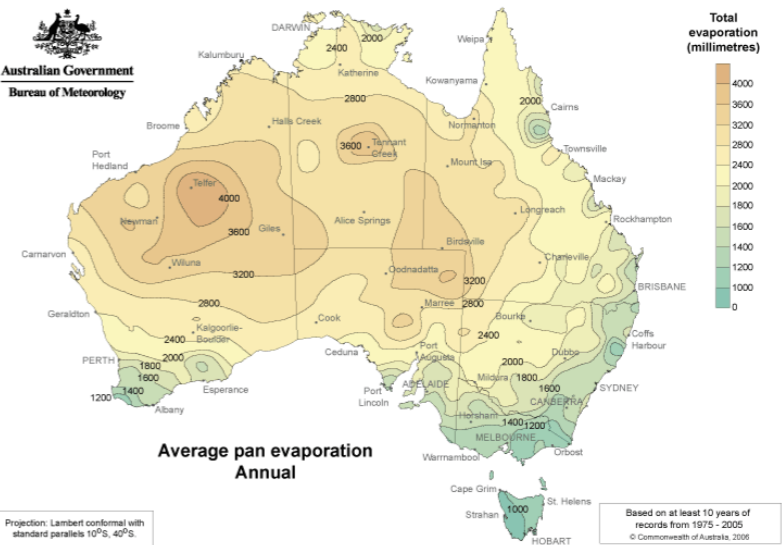 Australian Government
Bureau of Meteorology
Total
evaporation
(millimetres)
4000
3600
3200
2800
2400
2000
1800
1600
1400
1200
1000
0
DARWIN
2400
2000
Katherine
Kalumburu
2800
Weipa
Kowanyama
2000
Cairns
Normanton
Townsville
Broome
Halls Creek
3600
Tennant
Creek
Mount Isa
Mackay
Port
Hedland
Telfer
4000
Newman
3600
Giles
Alice Springs
Longreach
Rockhampton
Birdsville
Carnarvon
Wiluna
3200
Oodnadatta
3200
Charleville
BRISBANE
Geraldton
2800
Marree
2800
Bourke
Cook
Kalgoorlie-
Boulder
2400
2400
Coffs
Harbour
PERTH
2000
1800
1600
1400
1200
Albany
Esperance
Ceduna
Port
Augusta
2000
Dubbo
Port
Lincoln
ADELAIDE
Mildura
1800
1600
SYDNEY
CANBERRA
Horsham
1400
1200
MELBOURNE
Warrnambool
Orbost
Average pan evaporation
Annual
Cape Grim
1000
St. Helens
Strahan
HOBART
Projection: Lambert conformal with
standard parallels 10ºS, 40ºS.
Based on at least 10 years of
records from 1975 - 2005
© Commonwealth of Australia, 2006